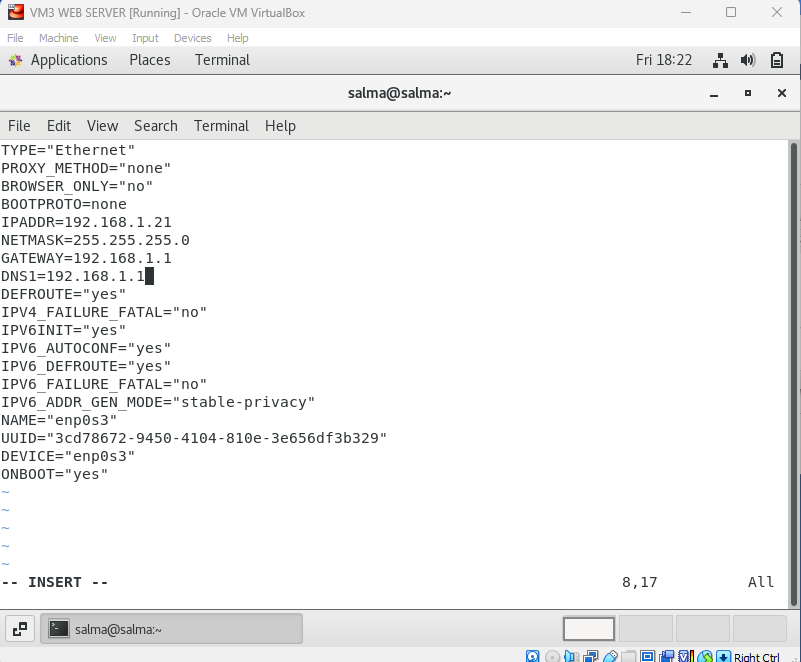 VM3 WEB SERVER [Running] - Oracle VM VirtualBox
File Machine View Input Devices Help
Applications Places Terminal Fri 18:22
salma@salma:~
File Edit View Search Terminal Help
TYPE="Ethernet"
PROXY_METHOD="none"
BROWSER_ONLY="no"
BOOTPROTO=none
IPADDR=192.168.1.21
NETMASK=255.255.255.0
GATEWAY=192.168.1.1
DNS1=192.168.1.1
DEFROUTE="yes"
IPV4_FAILURE_FATAL="no"
IPV6INIT="yes"
IPV6_AUTOCONF="yes"
IPV6_DEFROUTE="yes"
IPV6_FAILURE_FATAL="no"
IPV6_ADDR_GEN_MODE="stable-privacy"
NAME="enp0s3"
UUID="3cd78672-9450-4104-810e-3e656df3b329"
DEVICE="enp0s3"
ONBOOT="yes"
~
~
~
~
~
-- INSERT -- 8,17 All
salma@salma:~
Right Ctrl